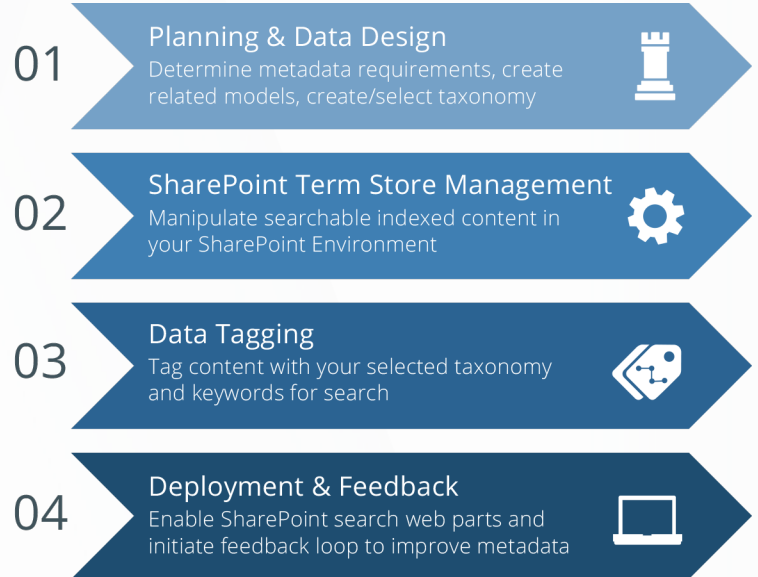 01
Planning & Data Design
Determine metadata requirements, create
related models, create/select taxonomy
02
SharePoint Term Store Management
Manipulate searchable indexed content in
your SharePoint Environment
03
Data Tagging
Tag content with your selected taxonomy
and keywords for search
04
Deployment & Feedback
Enable SharePoint search web parts and
initiate feedback loop to improve metadata